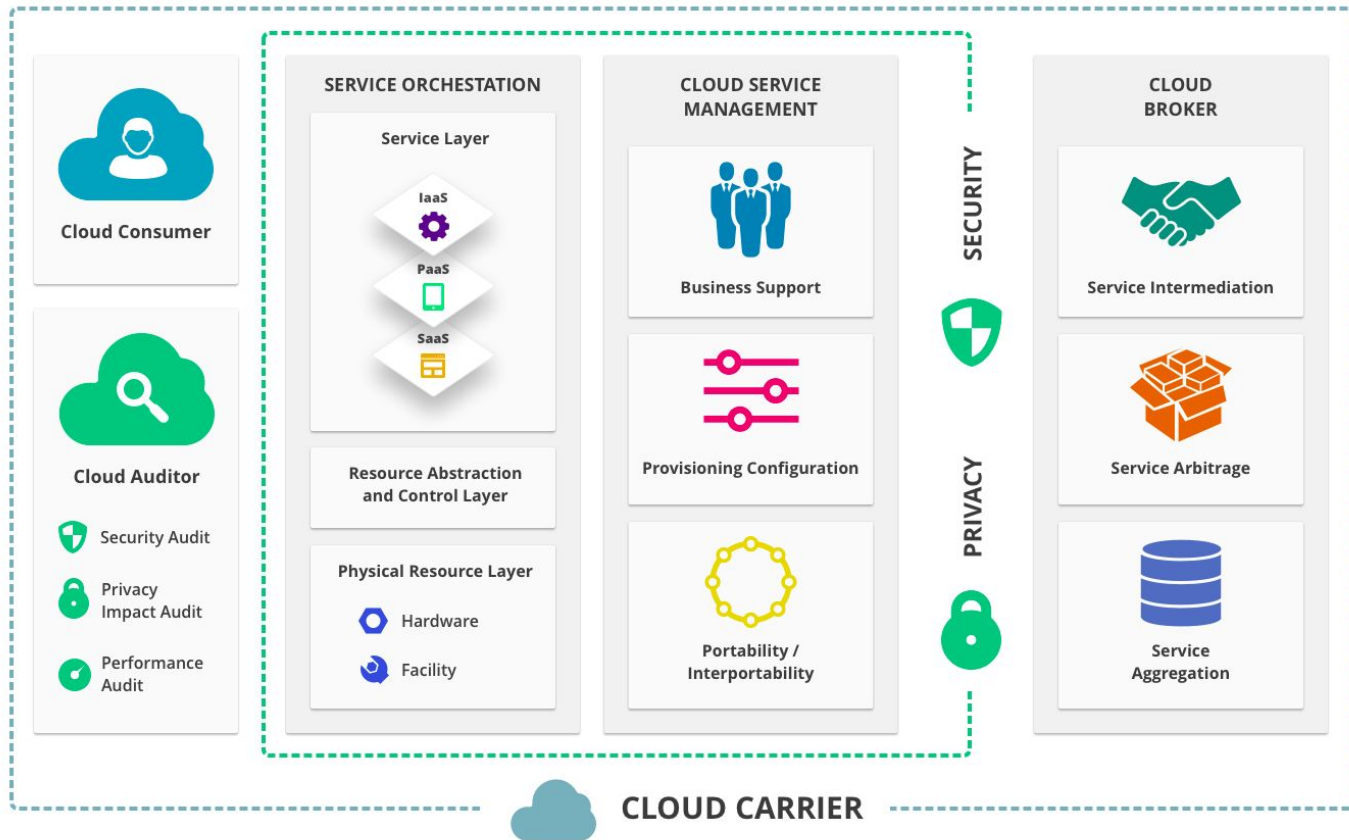 Cloud Consumer
Cloud Auditor
Security Audit
Privacy
Impact Audit
Performance
Audit
SERVICE ORCHESTATION
Service Layer
IaaS
PaaS
SaaS
Resource Abstraction
and Control Layer
Physical Resource Layer
Hardware
Facility
CLOUD SERVICE
MANAGEMENT
Business Support
Provisioning Configuration
Portability /
Interportability
SECURITY
PRIVACY
CLOUD
BROKER
Service Intermediation
Service Arbitrage
Service
Aggregation
CLOUD CARRIER